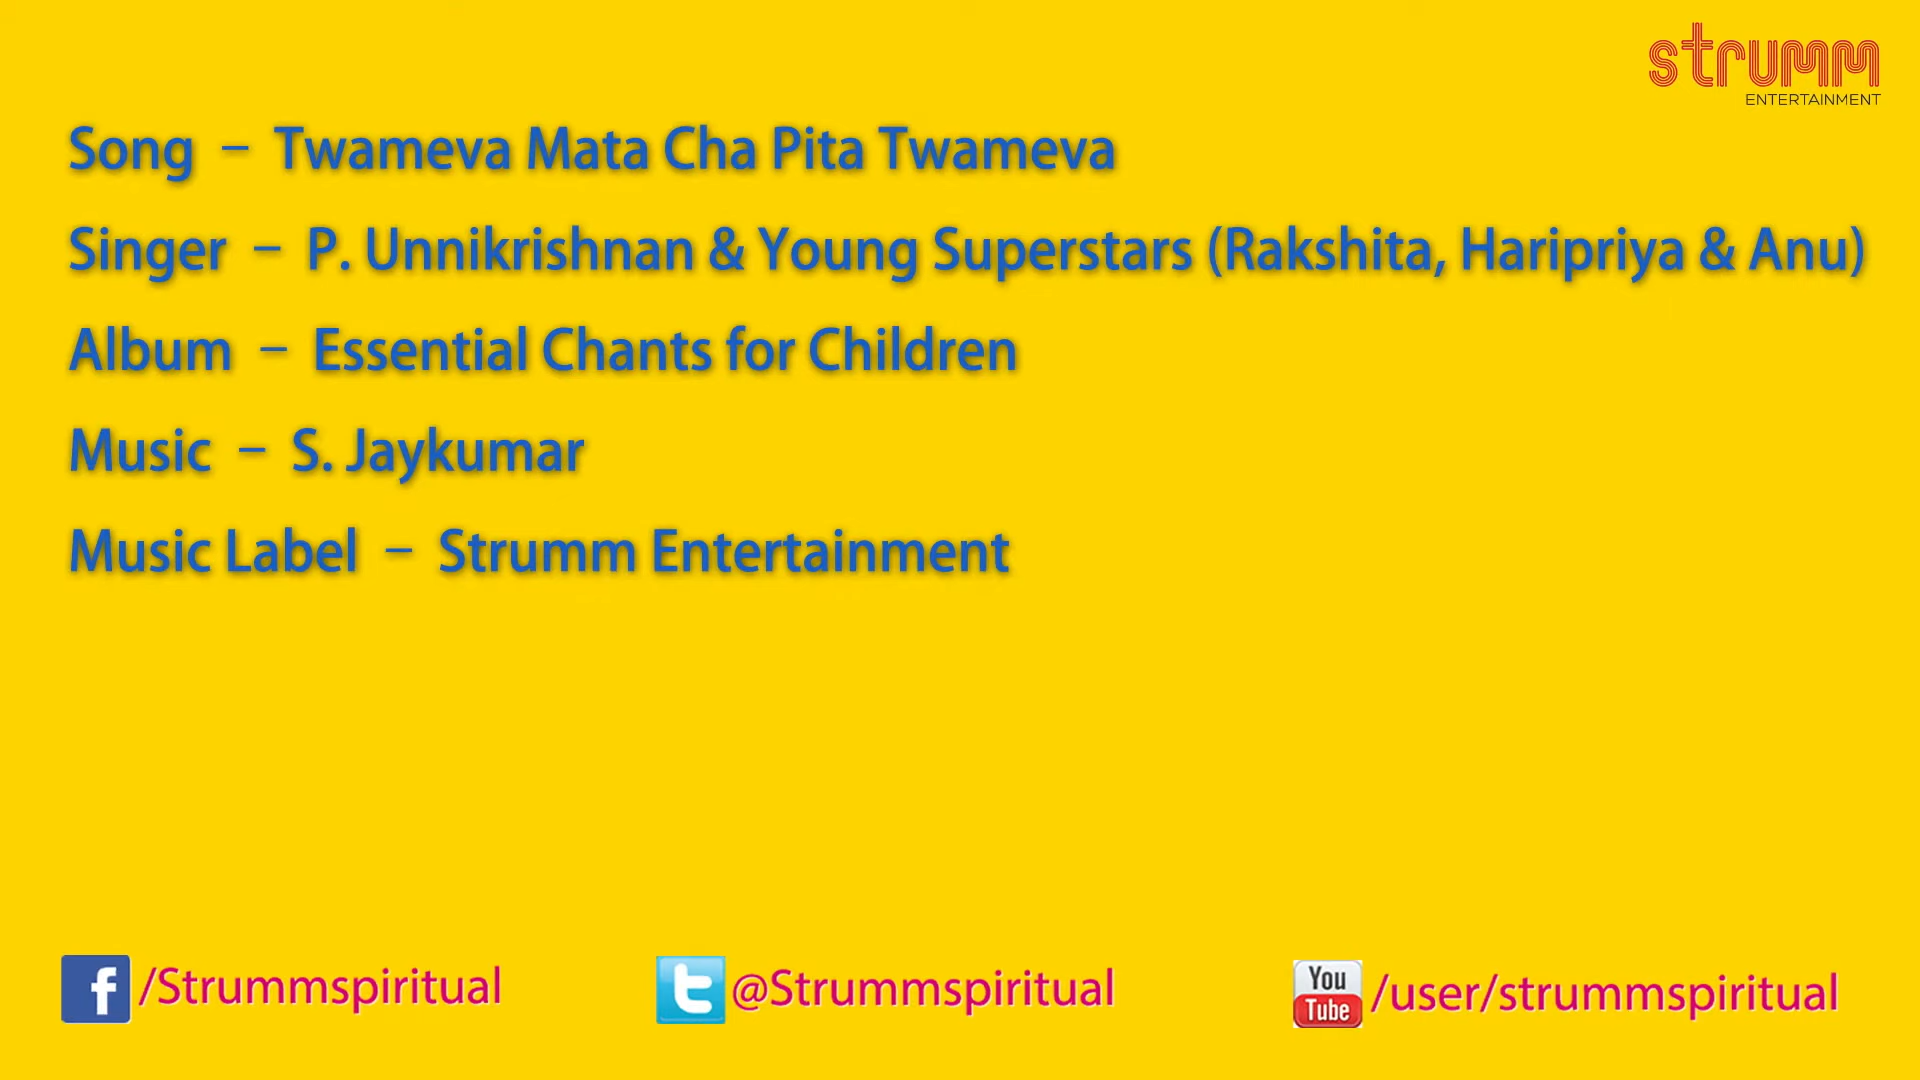 strumm
ENTERTAINMENT
Song – Twameva Mata Cha Pita Twameva
Singer – P. Unnikrishnan & Young Superstars (Rakshita, Haripriya & Anu)
Album – Essential Chants for Children
Music – S. Jaykumar
Music Label – Strumm Entertainment
f /Strummspiritual
t @Strummspiritual
You Tube /user/strummspiritual